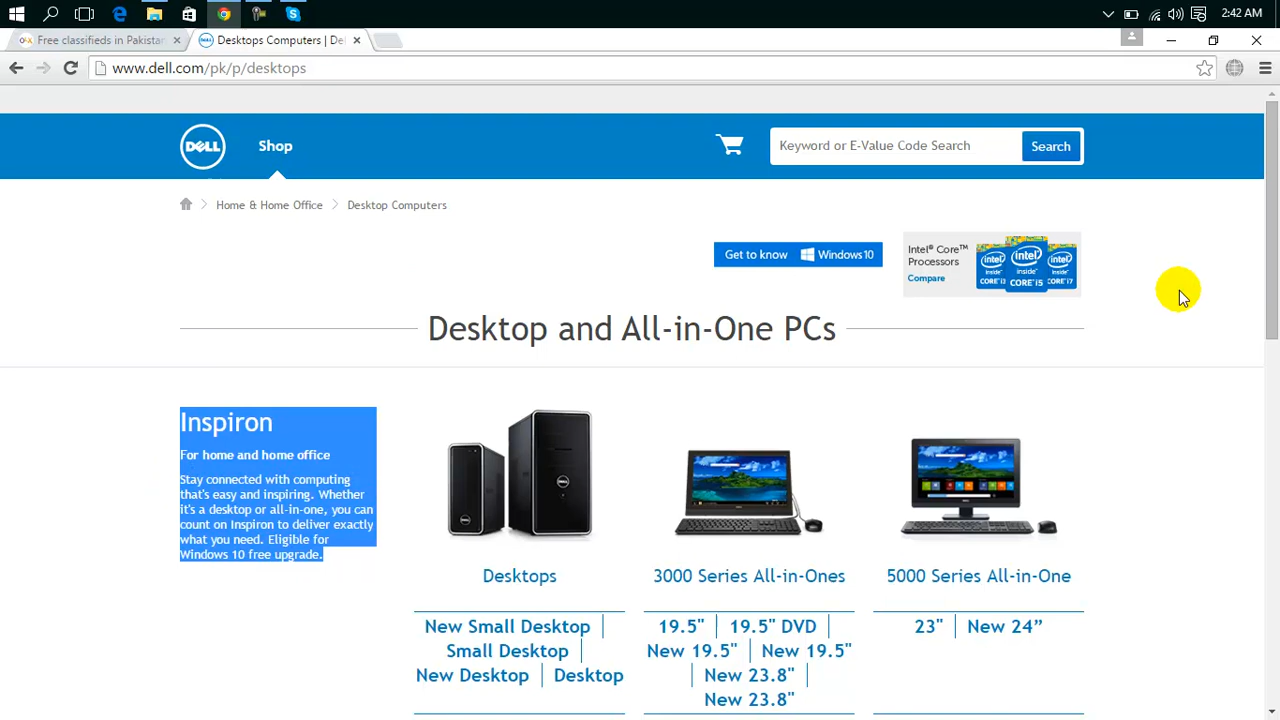 2:42 AM
Free classifieds in Pakistan
Desktops Computers | De
www.dell.com/pk/p/desktops
DELL
Shop
Keyword or E-Value Code Search
Search
Home & Home Office
Desktop Computers
Get to know Windows10
Intel® Core™
Processors
Compare
intel inside™ CORE i3
intel inside™ CORE i5
intel inside™ CORE i7
Desktop and All-in-One PCs
Inspiron
For home and home office
Stay connected with computing
that's easy and inspiring. Whether
it's a desktop or all-in-one, you can
count on Inspiron to deliver exactly
what you need. Eligible for
Windows 10 free upgrade.
Desktops
New Small Desktop
Small Desktop
New Desktop | Desktop
3000 Series All-in-Ones
19.5" | 19.5" DVD
New 19.5" | New 19.5"
New 23.8"
New 23.8"
5000 Series All-in-One
23" | New 24”